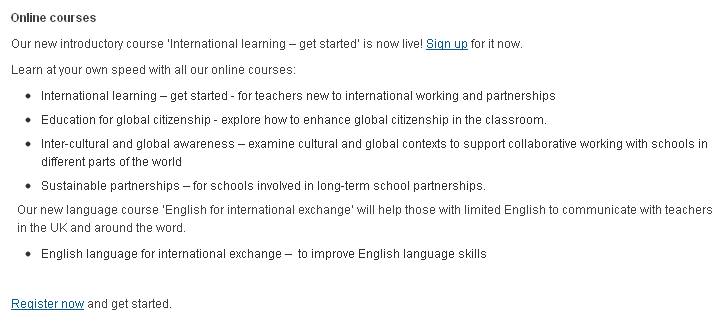 Online courses
Our new introductory course 'International learning – get started' is now live! Sign up for it now.
Learn at your own speed with all our online courses:
• International learning – get started - for teachers new to international working and partnerships
• Education for global citizenship - explore how to enhance global citizenship in the classroom.
• Inter-cultural and global awareness – examine cultural and global contexts to support collaborative working with schools in
different parts of the world
• Sustainable partnerships – for schools involved in long-term school partnerships.
Our new language course 'English for international exchange' will help those with limited English to communicate with teachers
in the UK and around the word.
• English language for international exchange – to improve English language skills
Register now and get started.